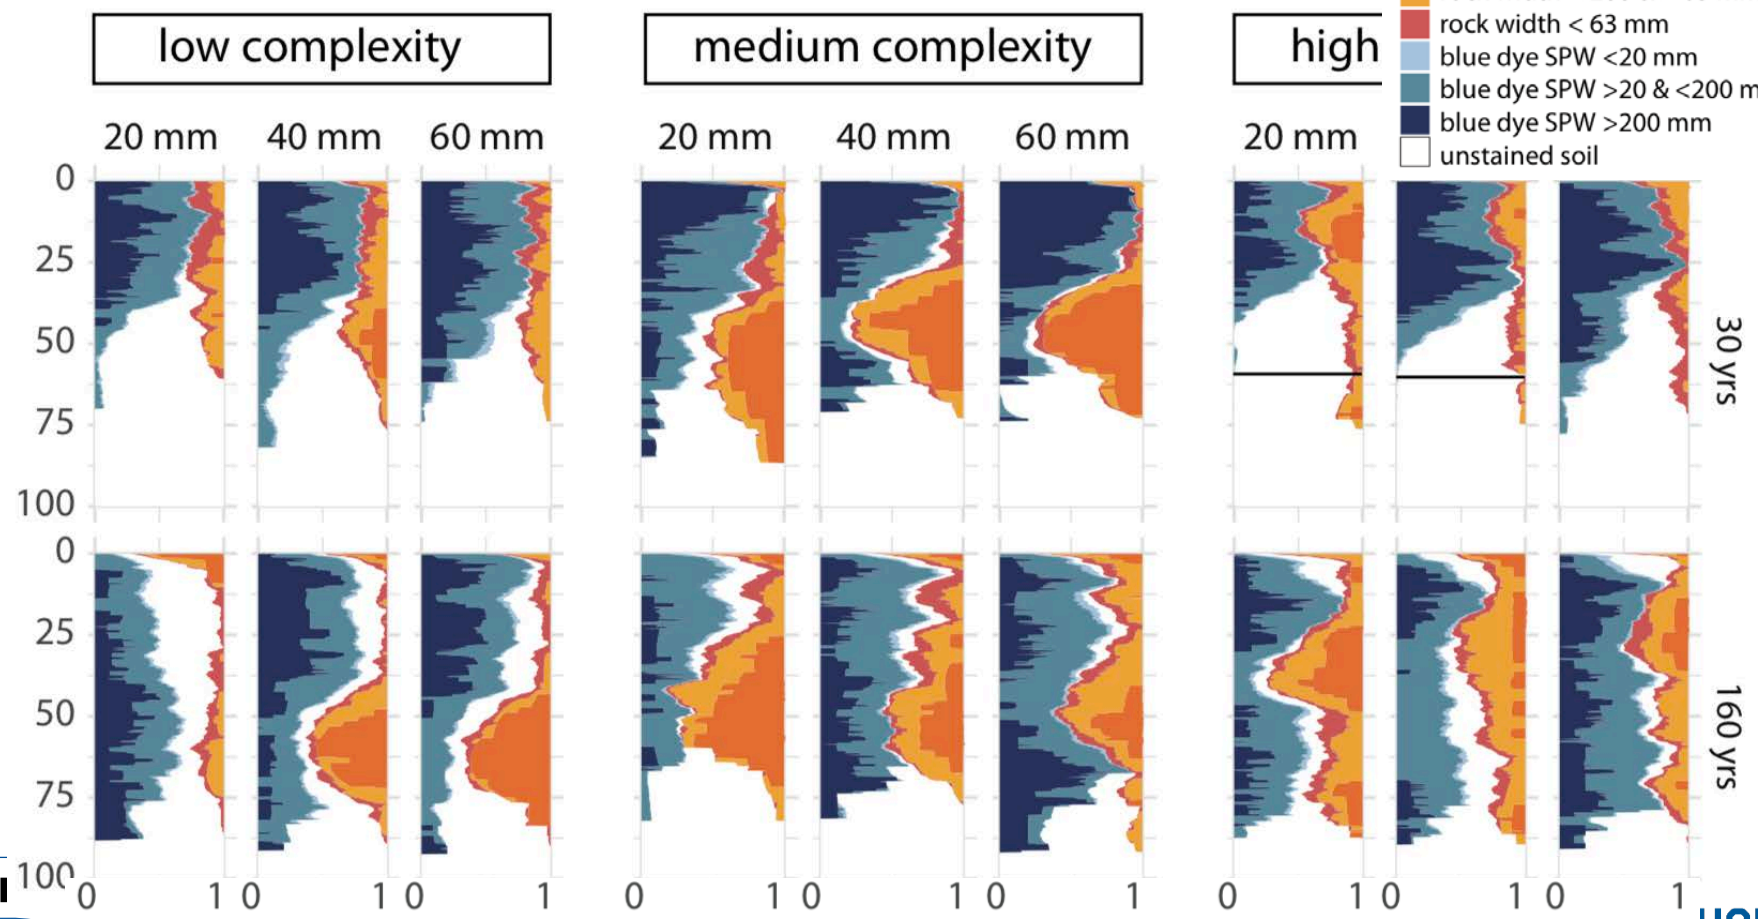 low complexity
medium complexity
high
rock width < 63 mm
blue dye SPW <20 mm
blue dye SPW >20 & <200 m
blue dye SPW >200 mm
unstained soil
20 mm
40 mm
60 mm
20 mm
40 mm
60 mm
20 mm
0
25
50
75
100
30 yrs
0
25
50
75
100
160 yrs
0 1
0 1
0 1
0 1
0 1
0 1
0 1
0 1
0 1